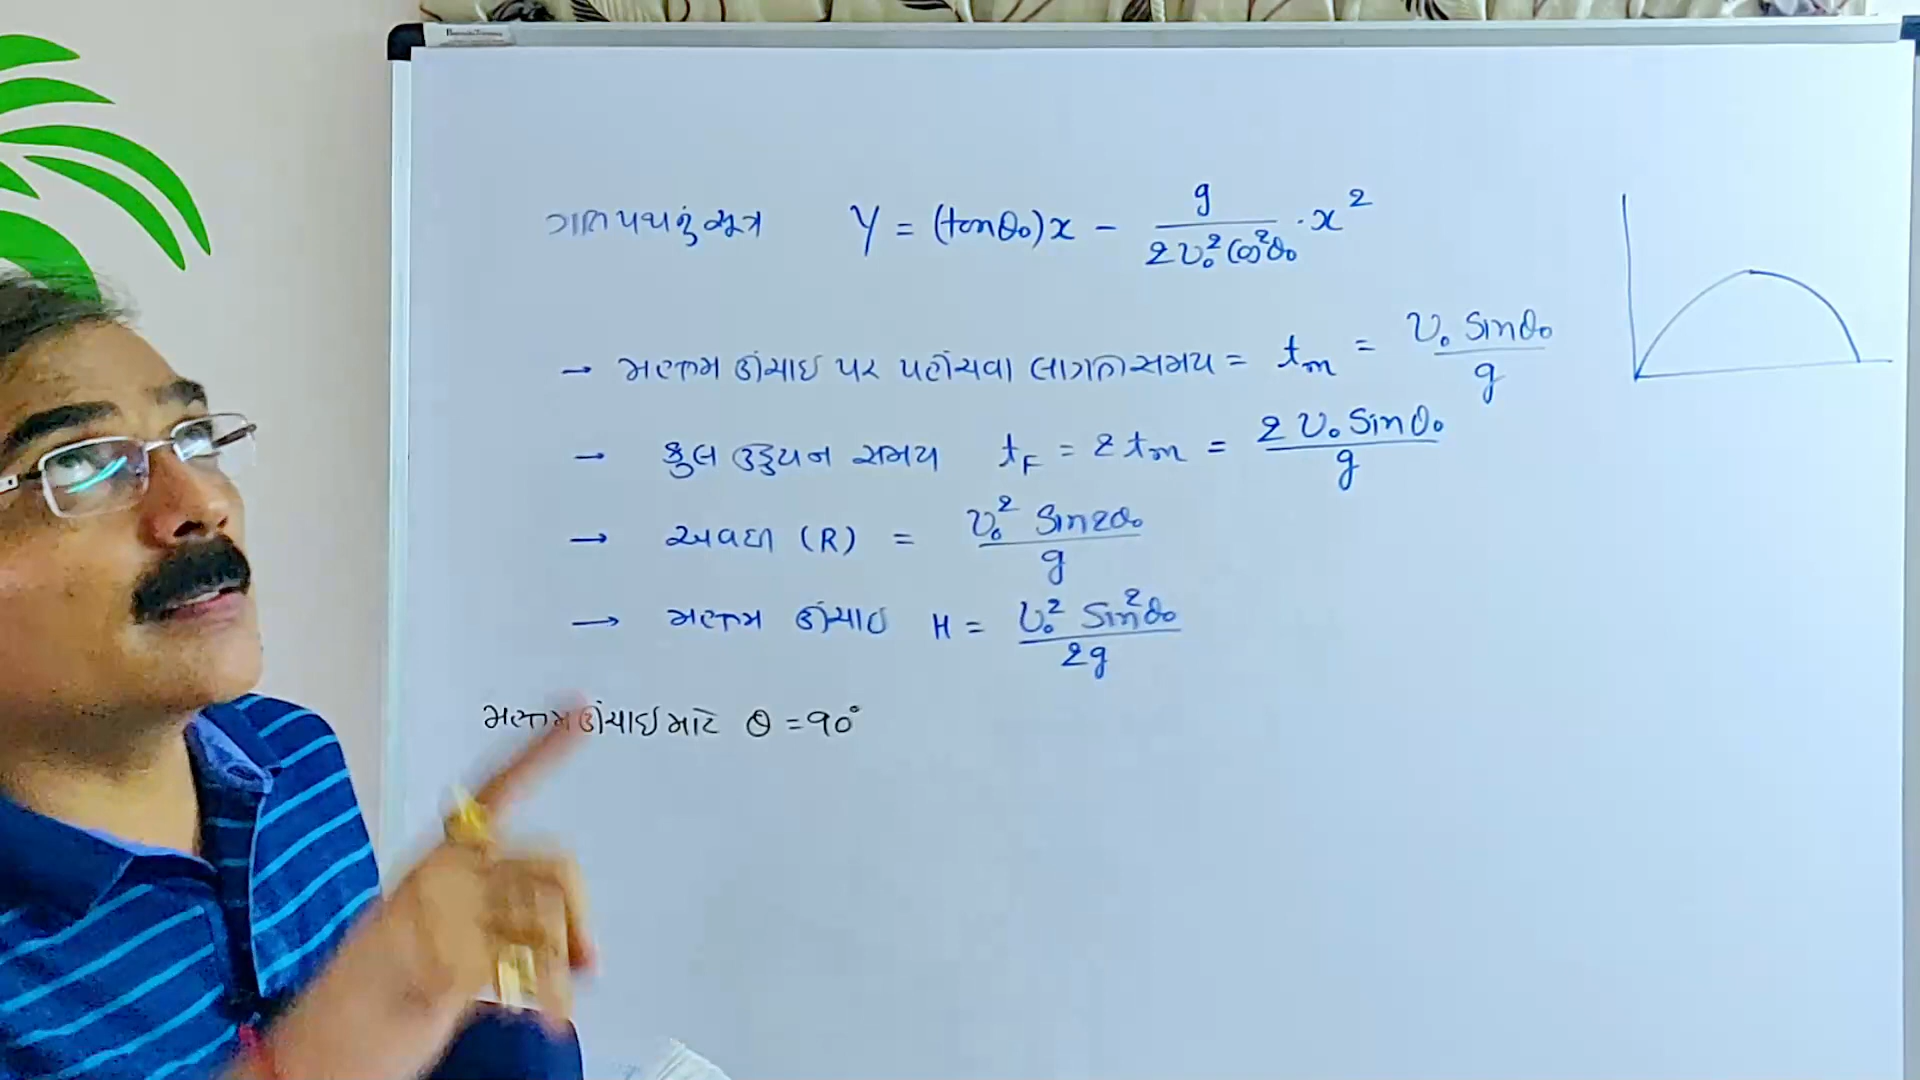 ગતિપથનું સૂત્ર Y = (tanθ₀)x - g / 2v₀²cos²θ₀ · x²
→ મહત્તમ ઊંચાઇ પર પહોંચવા લાગતો સમય = tm = v₀ sinθ₀ / g
→ કુલ ઉડ્ડયન સમય tF = 2tm = 2v₀ Sinθ₀ / g
→ અવધી (R) = v₀² Sin2θ₀ / g
→ મહત્તમ ઊંચાઇ H = v₀² Sin²θ₀ / 2g
મહત્તમ ઊંચાઇ માટે θ = 90°